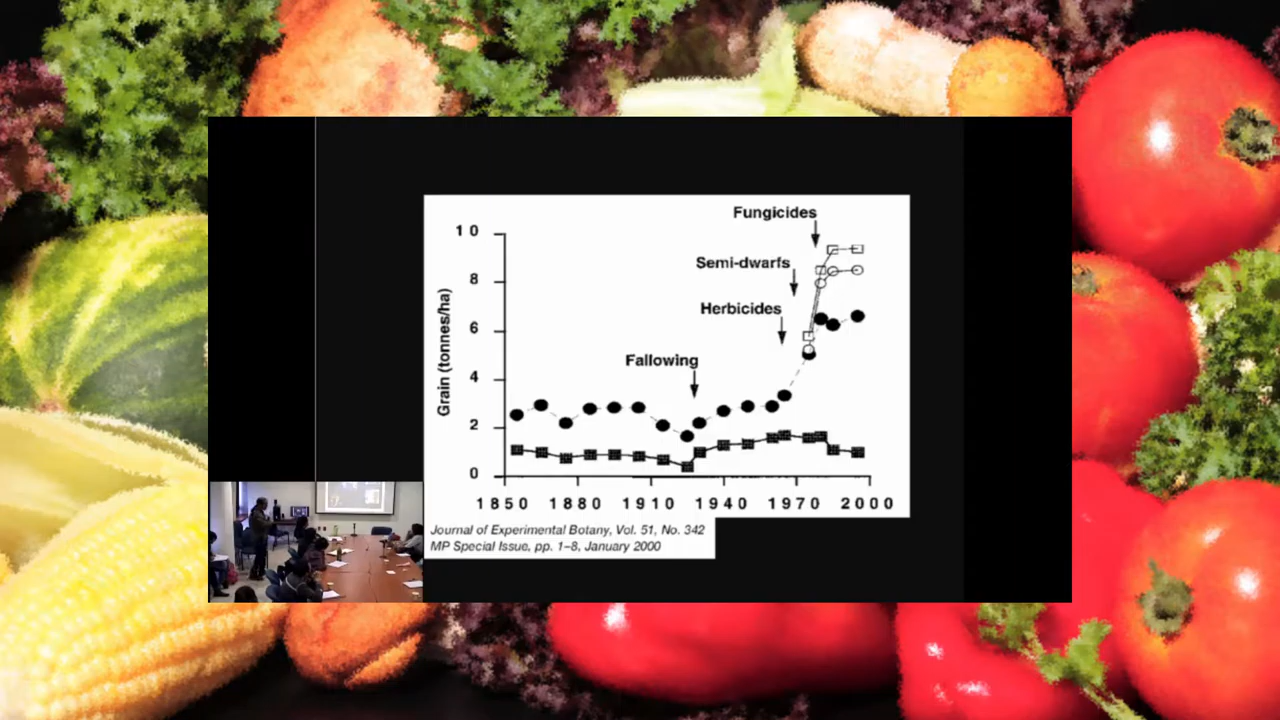 Fungicides
Semi-dwarfs
Herbicides
Fallowing
Grain (tonnes/ha)
10
8
6
4
2
0
1850 1880 1910 1940 1970 2000
Journal of Experimental Botany, Vol. 51, No. 342
MP Special Issue, pp. 1–8, January 2000